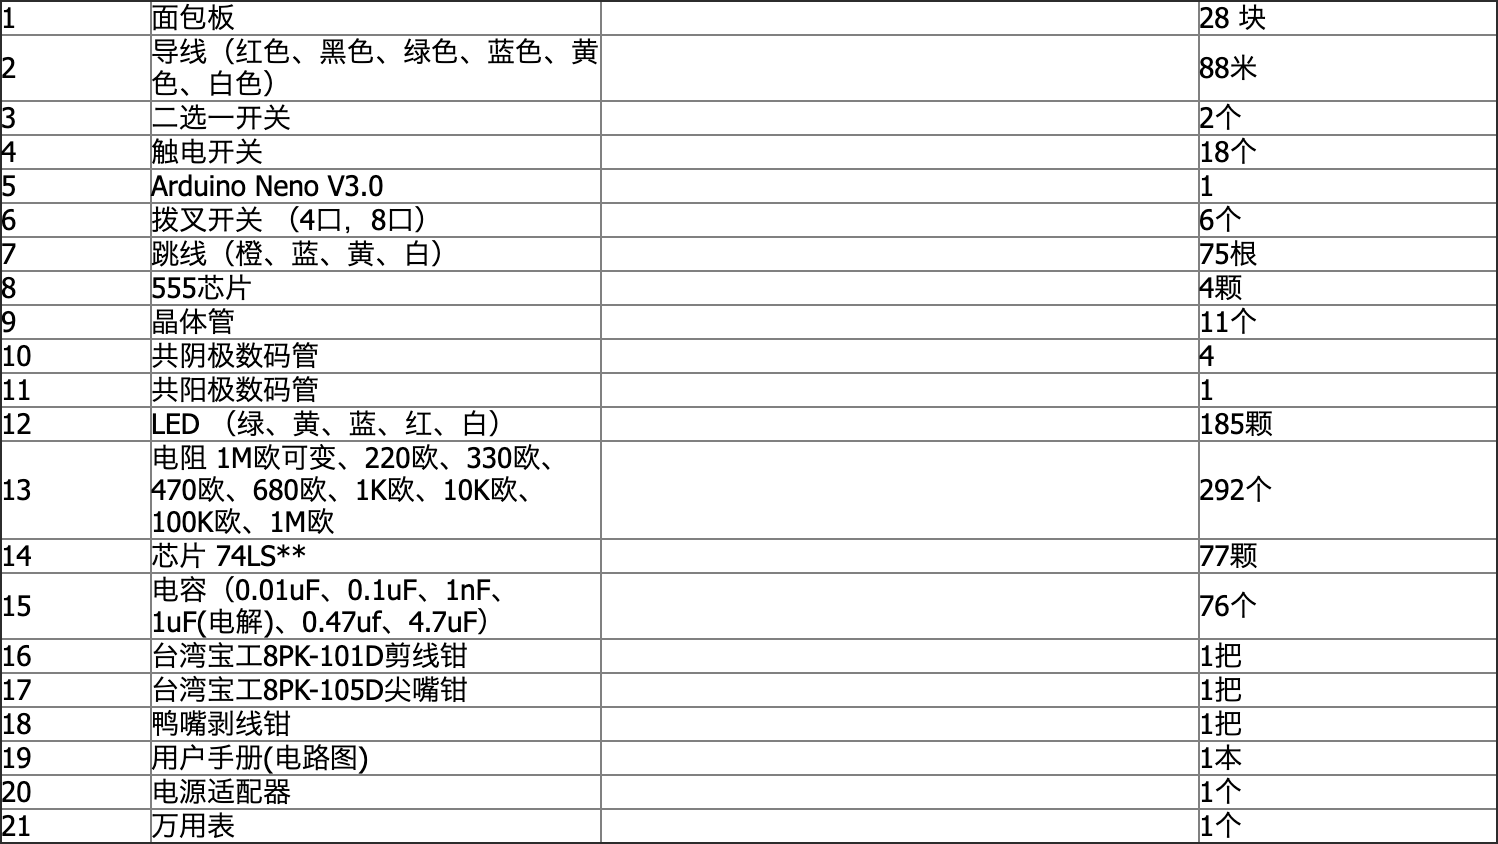 1 面包板 28 块
2 导线（红色、黑色、绿色、蓝色、黄
色、白色） 88米
3 二选一开关 2个
4 触电开关 18个
5 Arduino Neno V3.0 1
6 拨叉开关 （4口，8口） 6个
7 跳线（橙、蓝、黄、白） 75根
8 555芯片 4颗
9 晶体管 11个
10 共阴极数码管 4
11 共阳极数码管 1
12 LED （绿、黄、蓝、红、白） 185颗
13 电阻 1M欧可变、220欧、330欧、
470欧、680欧、1K欧、10K欧、
100K欧、1M欧 292个
14 芯片 74LS** 77颗
15 电容（0.01uF、0.1uF、1nF、
1uF(电解)、0.47uf、4.7uF） 76个
16 台湾宝工8PK-101D剪线钳 1把
17 台湾宝工8PK-105D尖嘴钳 1把
18 鸭嘴剥线钳 1把
19 用户手册(电路图) 1本
20 电源适配器 1个
21 万用表 1个